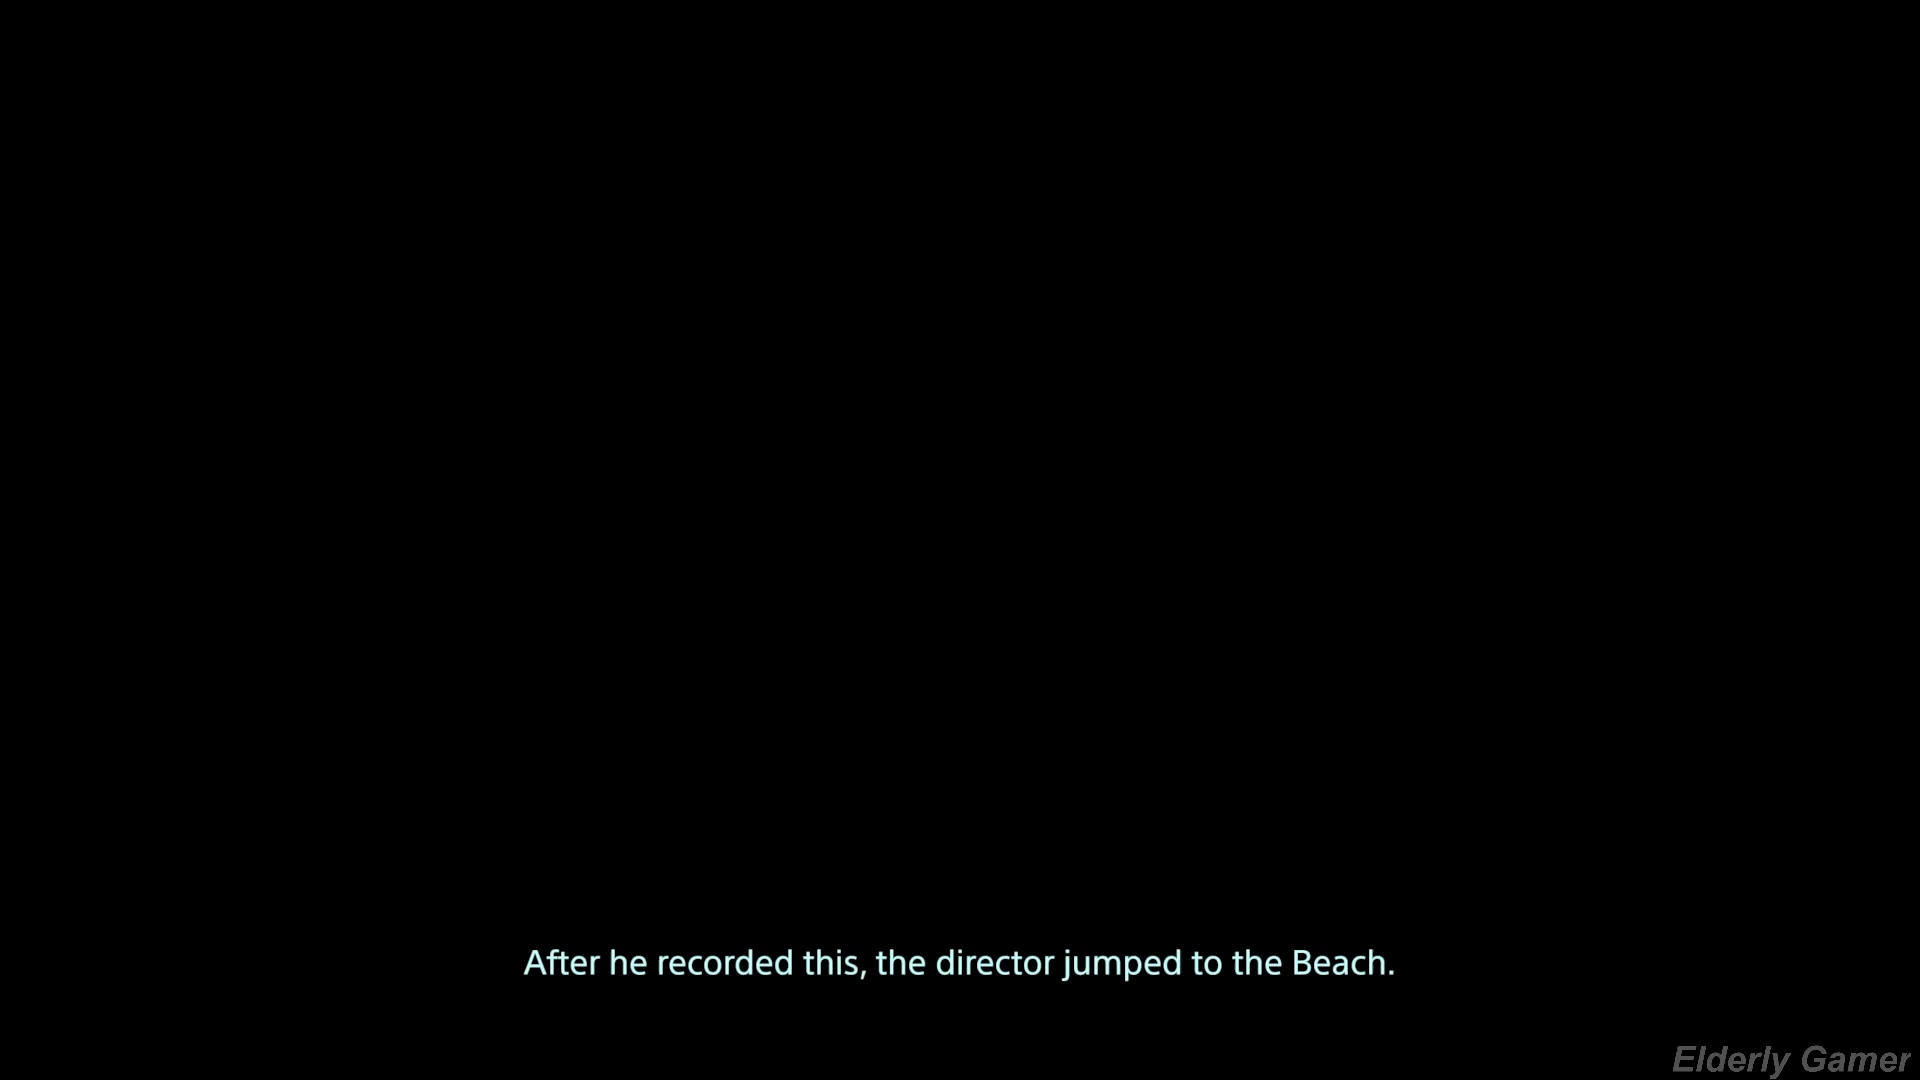 After he recorded this, the director jumped to the Beach.
Elderly Gamer